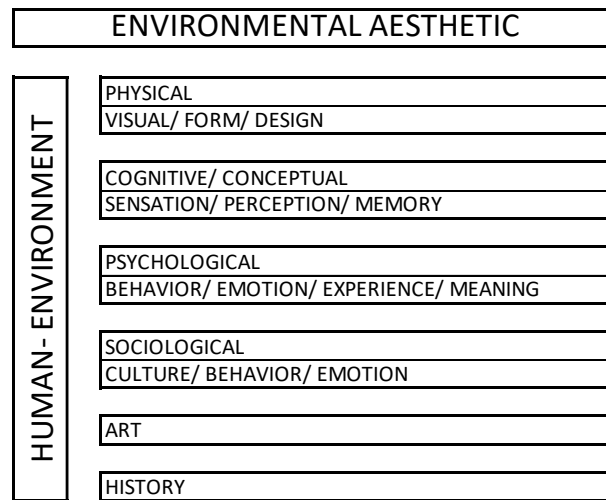 ENVIRONMENTAL AESTHETIC
HUMAN- ENVIRONMENT
PHYSICAL
VISUAL/ FORM/ DESIGN
COGNITIVE/ CONCEPTUAL
SENSATION/ PERCEPTION/ MEMORY
PSYCHOLOGICAL
BEHAVIOR/ EMOTION/ EXPERIENCE/ MEANING
SOCIOLOGICAL
CULTURE/ BEHAVIOR/ EMOTION
ART
HISTORY